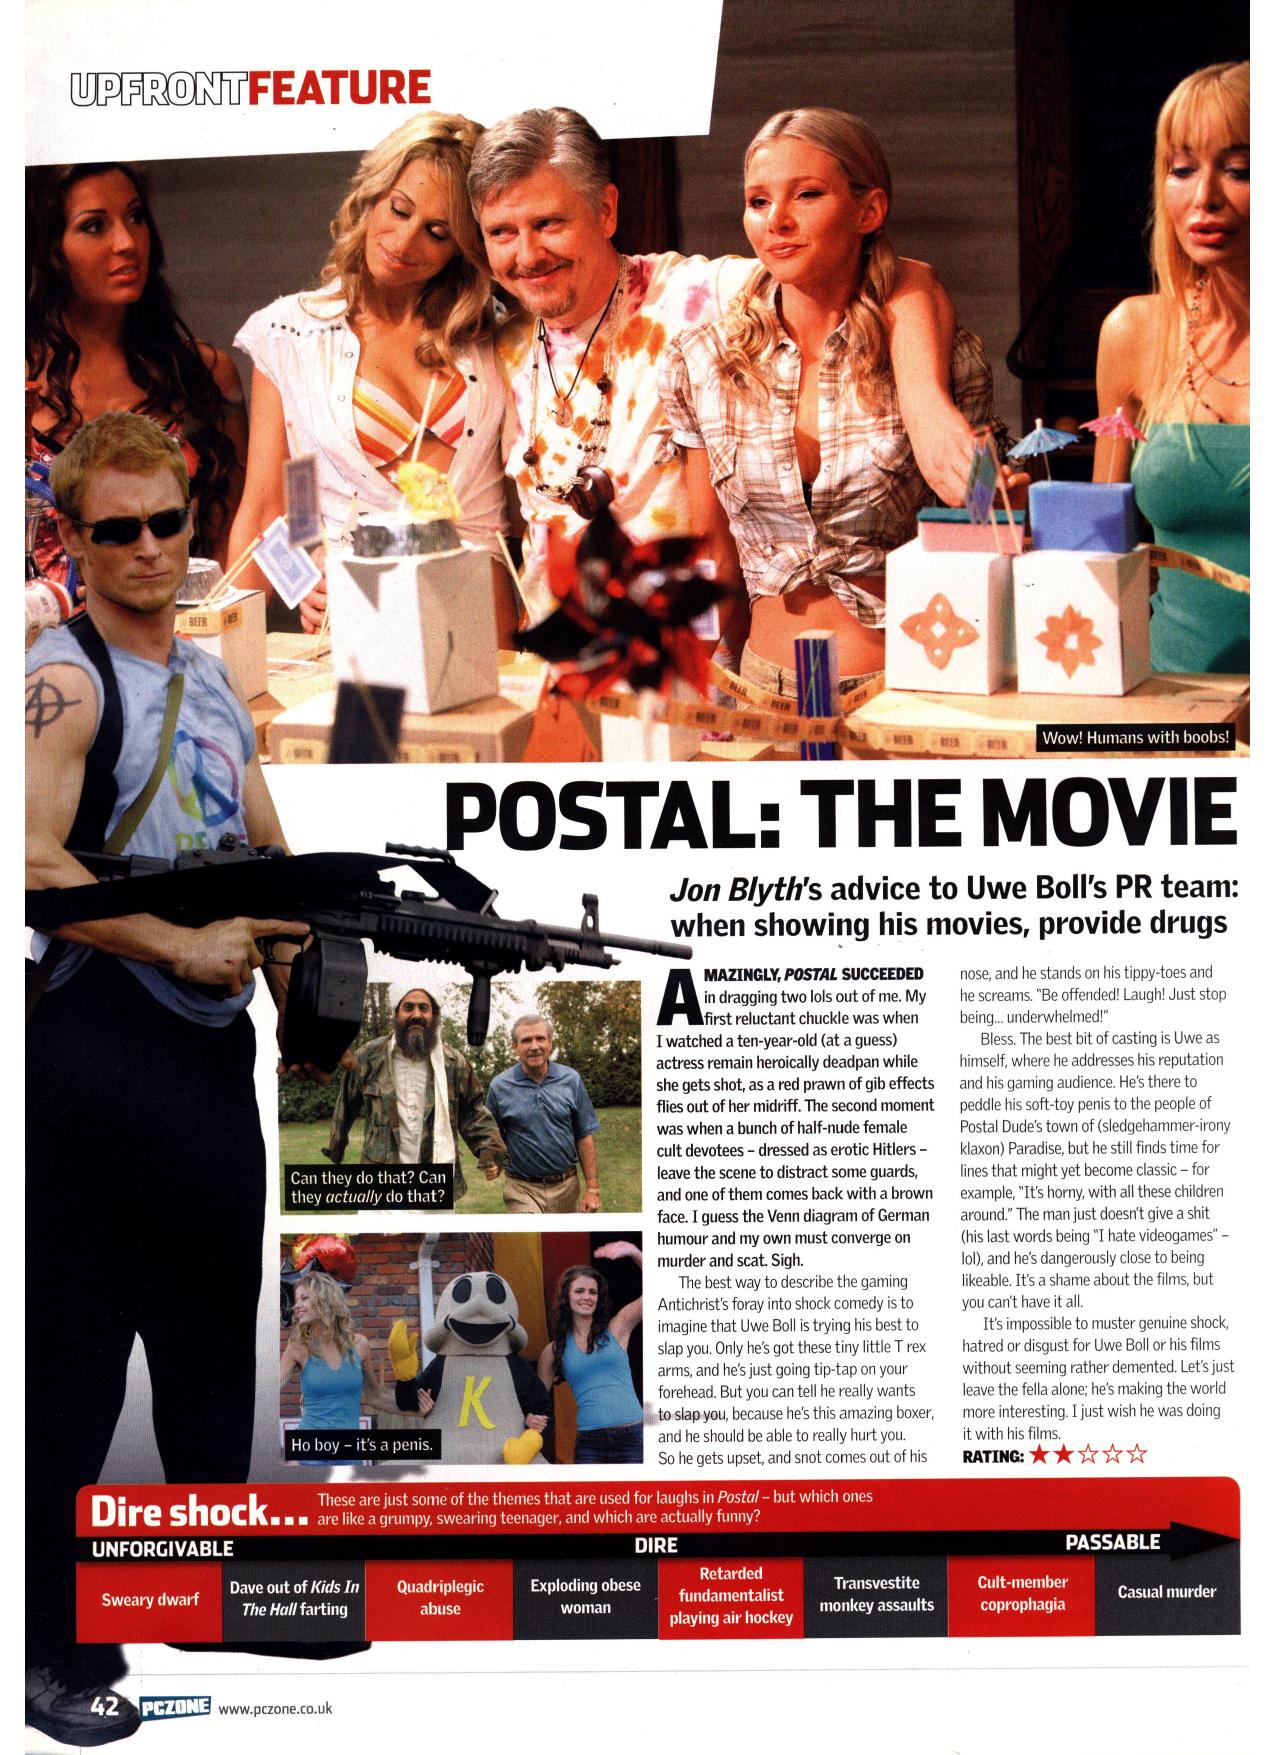 UPFRONTFEATURE
BEER
BEER
BEER
BEER
BEER
BEER
BEER
BEER
Wow! Humans with boobs!
POSTAL: THE MOVIE
Jon Blyth's advice to Uwe Boll's PR team:
when showing his movies, provide drugs
AMAZINGLY, POSTAL SUCCEEDED
in dragging two lols out of me. My
first reluctant chuckle was when
I watched a ten-year-old (at a guess)
actress remain heroically deadpan while
she gets shot, as a red prawn of gib effects
flies out of her midriff. The second moment
was when a bunch of half-nude female
cult devotees – dressed as erotic Hitlers –
leave the scene to distract some guards,
and one of them comes back with a brown
face. I guess the Venn diagram of German
humour and my own must converge on
murder and scat. Sigh.
The best way to describe the gaming
Antichrist's foray into shock comedy is to
imagine that Uwe Boll is trying his best to
slap you. Only he's got these tiny little T rex
arms, and he's just going tip-tap on your
forehead. But you can tell he really wants
to slap you, because he's this amazing boxer,
and he should be able to really hurt you.
So he gets upset, and snot comes out of his
nose, and he stands on his tippy-toes and
he screams. "Be offended! Laugh! Just stop
being... underwhelmed!"
Bless. The best bit of casting is Uwe as
himself, where he addresses his reputation
and his gaming audience. He's there to
peddle his soft-toy penis to the people of
Postal Dude's town of (sledgehammer-irony
klaxon) Paradise, but he still finds time for
lines that might yet become classic – for
example, "It's horny, with all these children
around." The man just doesn't give a shit
(his last words being "I hate videogames" –
lol), and he's dangerously close to being
likeable. It's a shame about the films, but
you can't have it all.
It's impossible to muster genuine shock,
hatred or disgust for Uwe Boll or his films
without seeming rather demented. Let's just
leave the fella alone; he's making the world
more interesting. I just wish he was doing
it with his films.
RATING: ★★☆☆☆
Can they do that? Can
they actually do that?
K
Ho boy – it's a penis.
Dire shock...
These are just some of the themes that are used for laughs in Postal – but which ones
are like a grumpy, swearing teenager, and which are actually funny?
UNFORGIVABLE DIRE PASSABLE
Sweary dwarf
Dave out of Kids In
The Hall farting
Quadriplegic
abuse
Exploding obese
woman
Retarded
fundamentalist
playing air hockey
Transvestite
monkey assaults
Cult-member
coprophagia
Casual murder
42 PCZONE www.pczone.co.uk